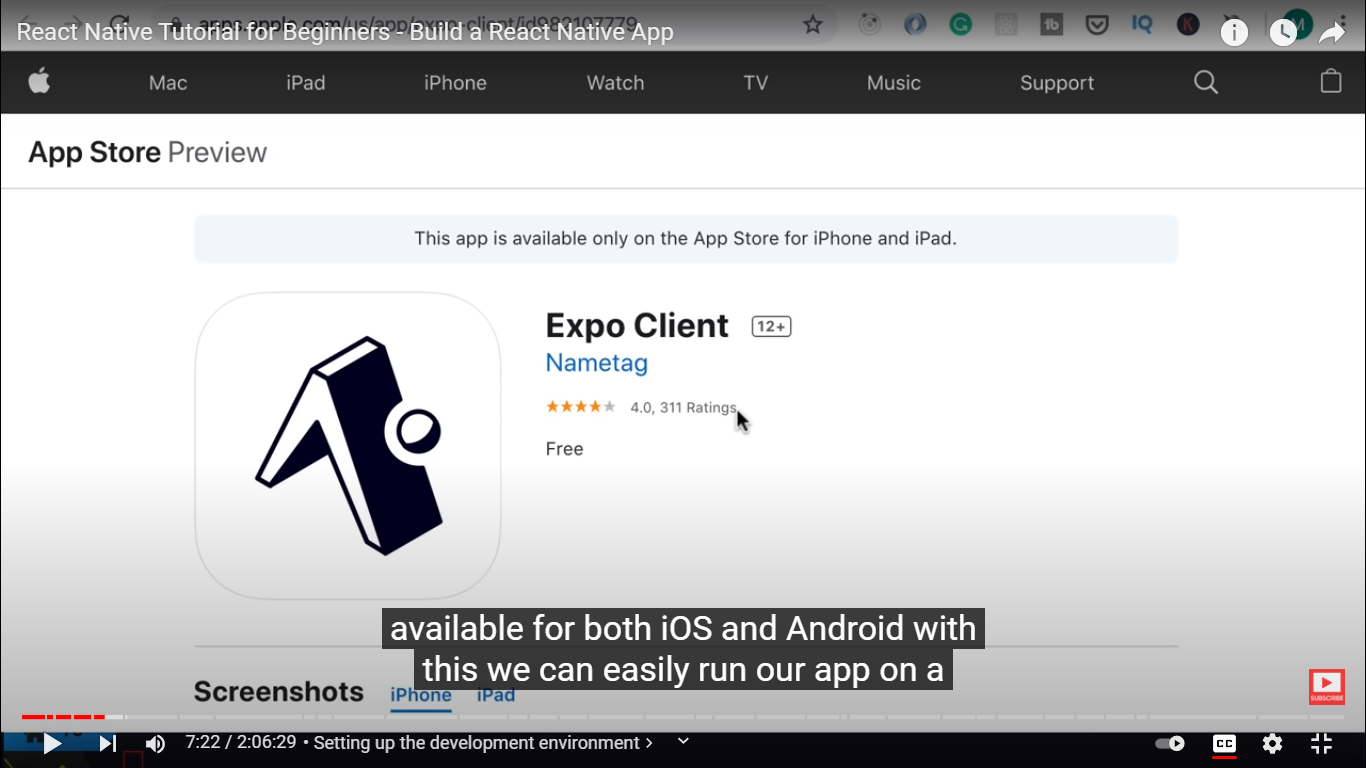 apps.apple.com/us/app/expo-client/id982107779
React Native Tutorial for Beginners - Build a React Native App
Mac iPad iPhone Watch TV Music Support
App Store Preview
This app is available only on the App Store for iPhone and iPad.
Expo Client 12+
Nametag
4.0, 311 Ratings
Free
available for both iOS and Android with
this we can easily run our app on a
Screenshots iPhone iPad
SUBSCRIBE
7:22 / 2:06:29 • Setting up the development environment
CC